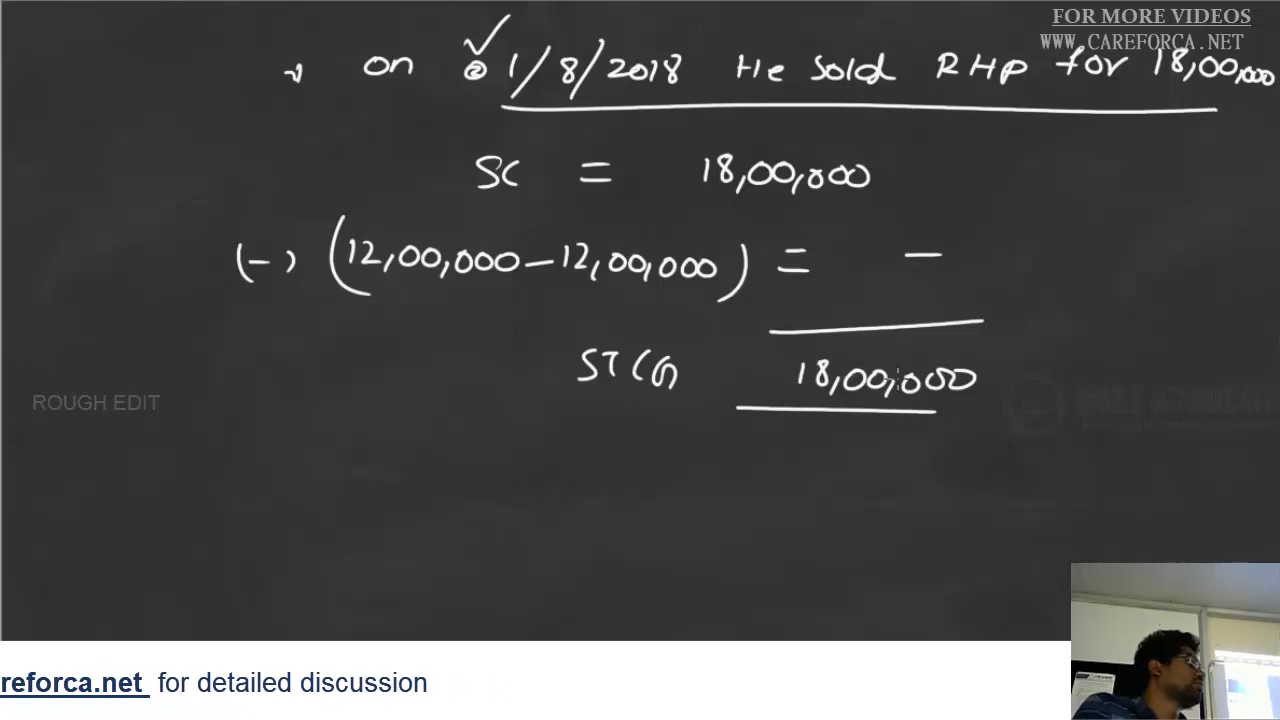 FOR MORE VIDEOS
WWW.CAREFORCA.NET
on 1/8/2018 He sold RHP for 18,00,000
SC = 18,00,000
(-) (12,00,000 - 12,00,000) = -
STCG 18,00,000
ROUGH EDIT
reforca.net for detailed discussion